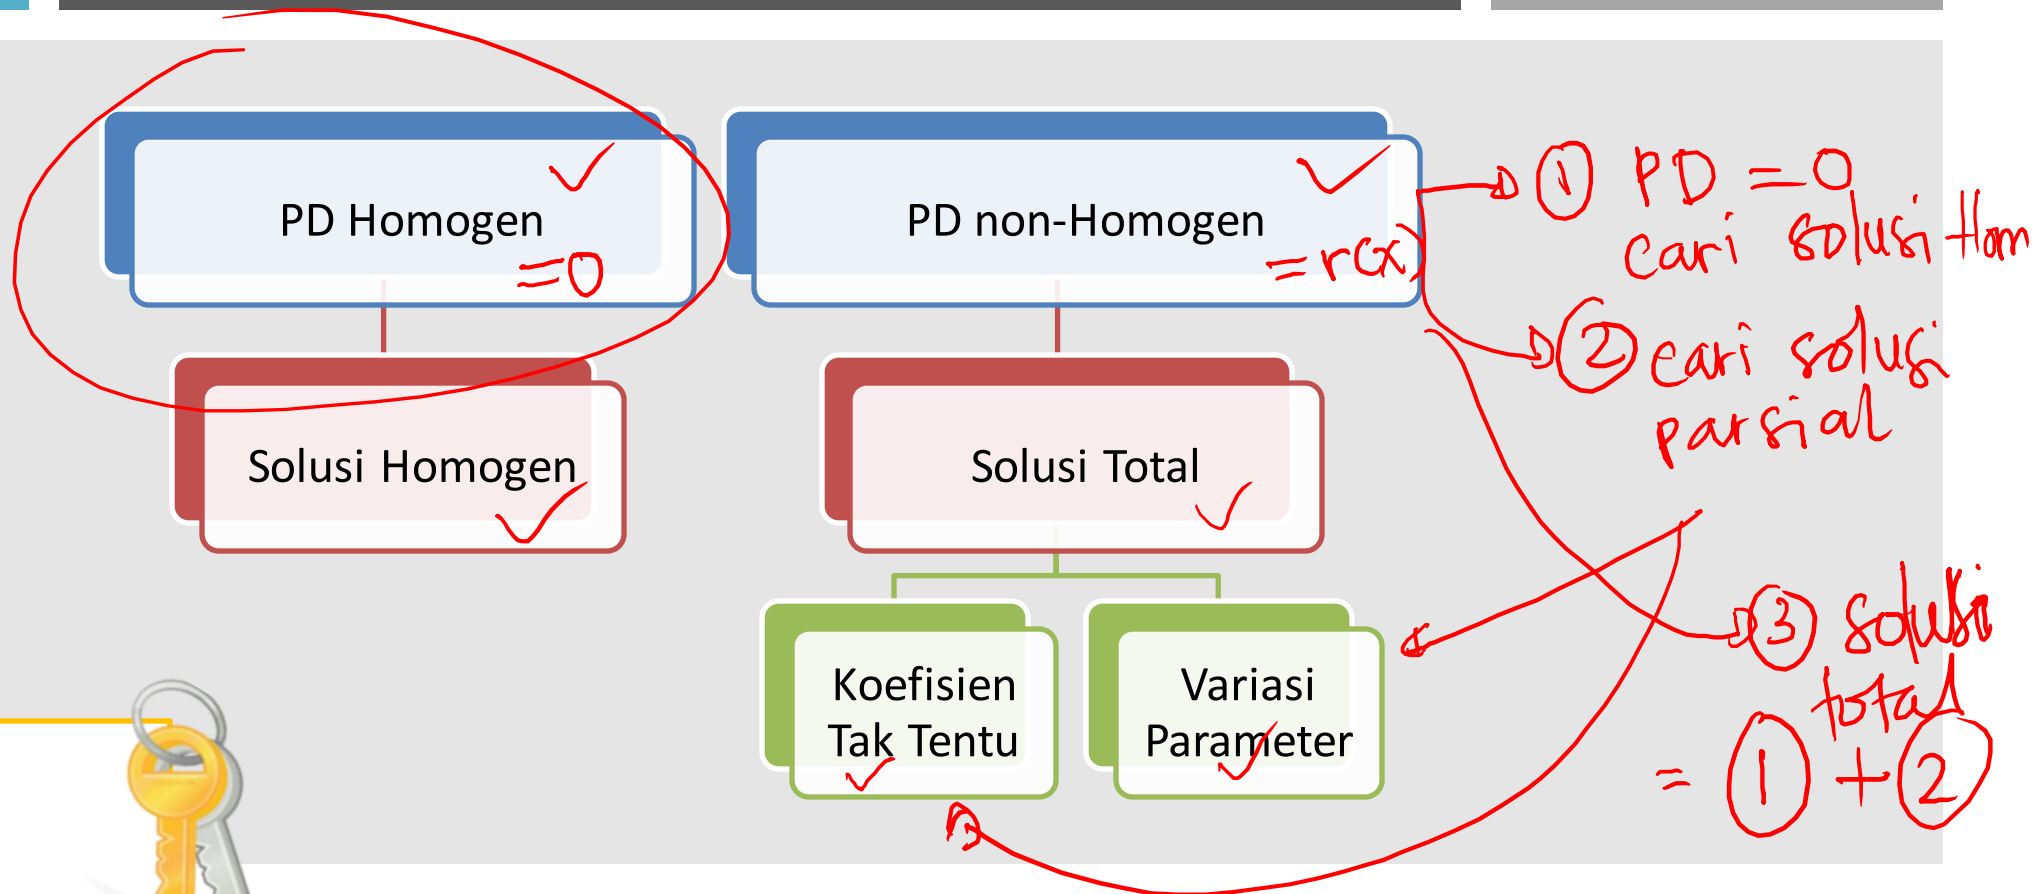 PD Homogen
=0
PD non-Homogen
=r(x)
① PD =0
cari solusi Hom
② cari solusi
parsial
Solusi Homogen
Solusi Total
Koefisien
Tak Tentu
Variasi
Parameter
③ solusi
total
= ① + ②